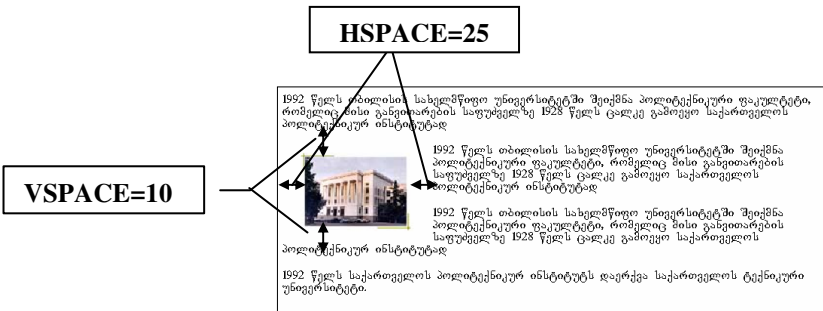 HSPACE=25
1992 წელს თბილისის სახელმწიფო უნივერსიტეტში შეიქმნა პოლიტექნიკური ფაკულტეტი,
რომელიც მისი განვითარების საფუძველზე 1928 წელს ცალკე გამოეყო საქართველოს
პოლიტექნიკურ ინსტიტუტად
VSPACE=10
1992 წელს თბილისის სახელმწიფო უნივერსიტეტში შეიქმნა
პოლიტექნიკური ფაკულტეტი, რომელიც მისი განვითარების
საფუძველზე 1928 წელს ცალკე გამოეყო საქართველოს
პოლიტექნიკურ ინსტიტუტად
1992 წელს თბილისის სახელმწიფო უნივერსიტეტში შეიქმნა
პოლიტექნიკური ფაკულტეტი, რომელიც მისი განვითარების
საფუძველზე 1928 წელს ცალკე გამოეყო საქართველოს
პოლიტექნიკურ ინსტიტუტად
1992 წელს საქართველოს პოლიტექნიკურ ინსტიტუტს დაერქვა საქართველოს ტექნიკური
უნივერსიტეტი.